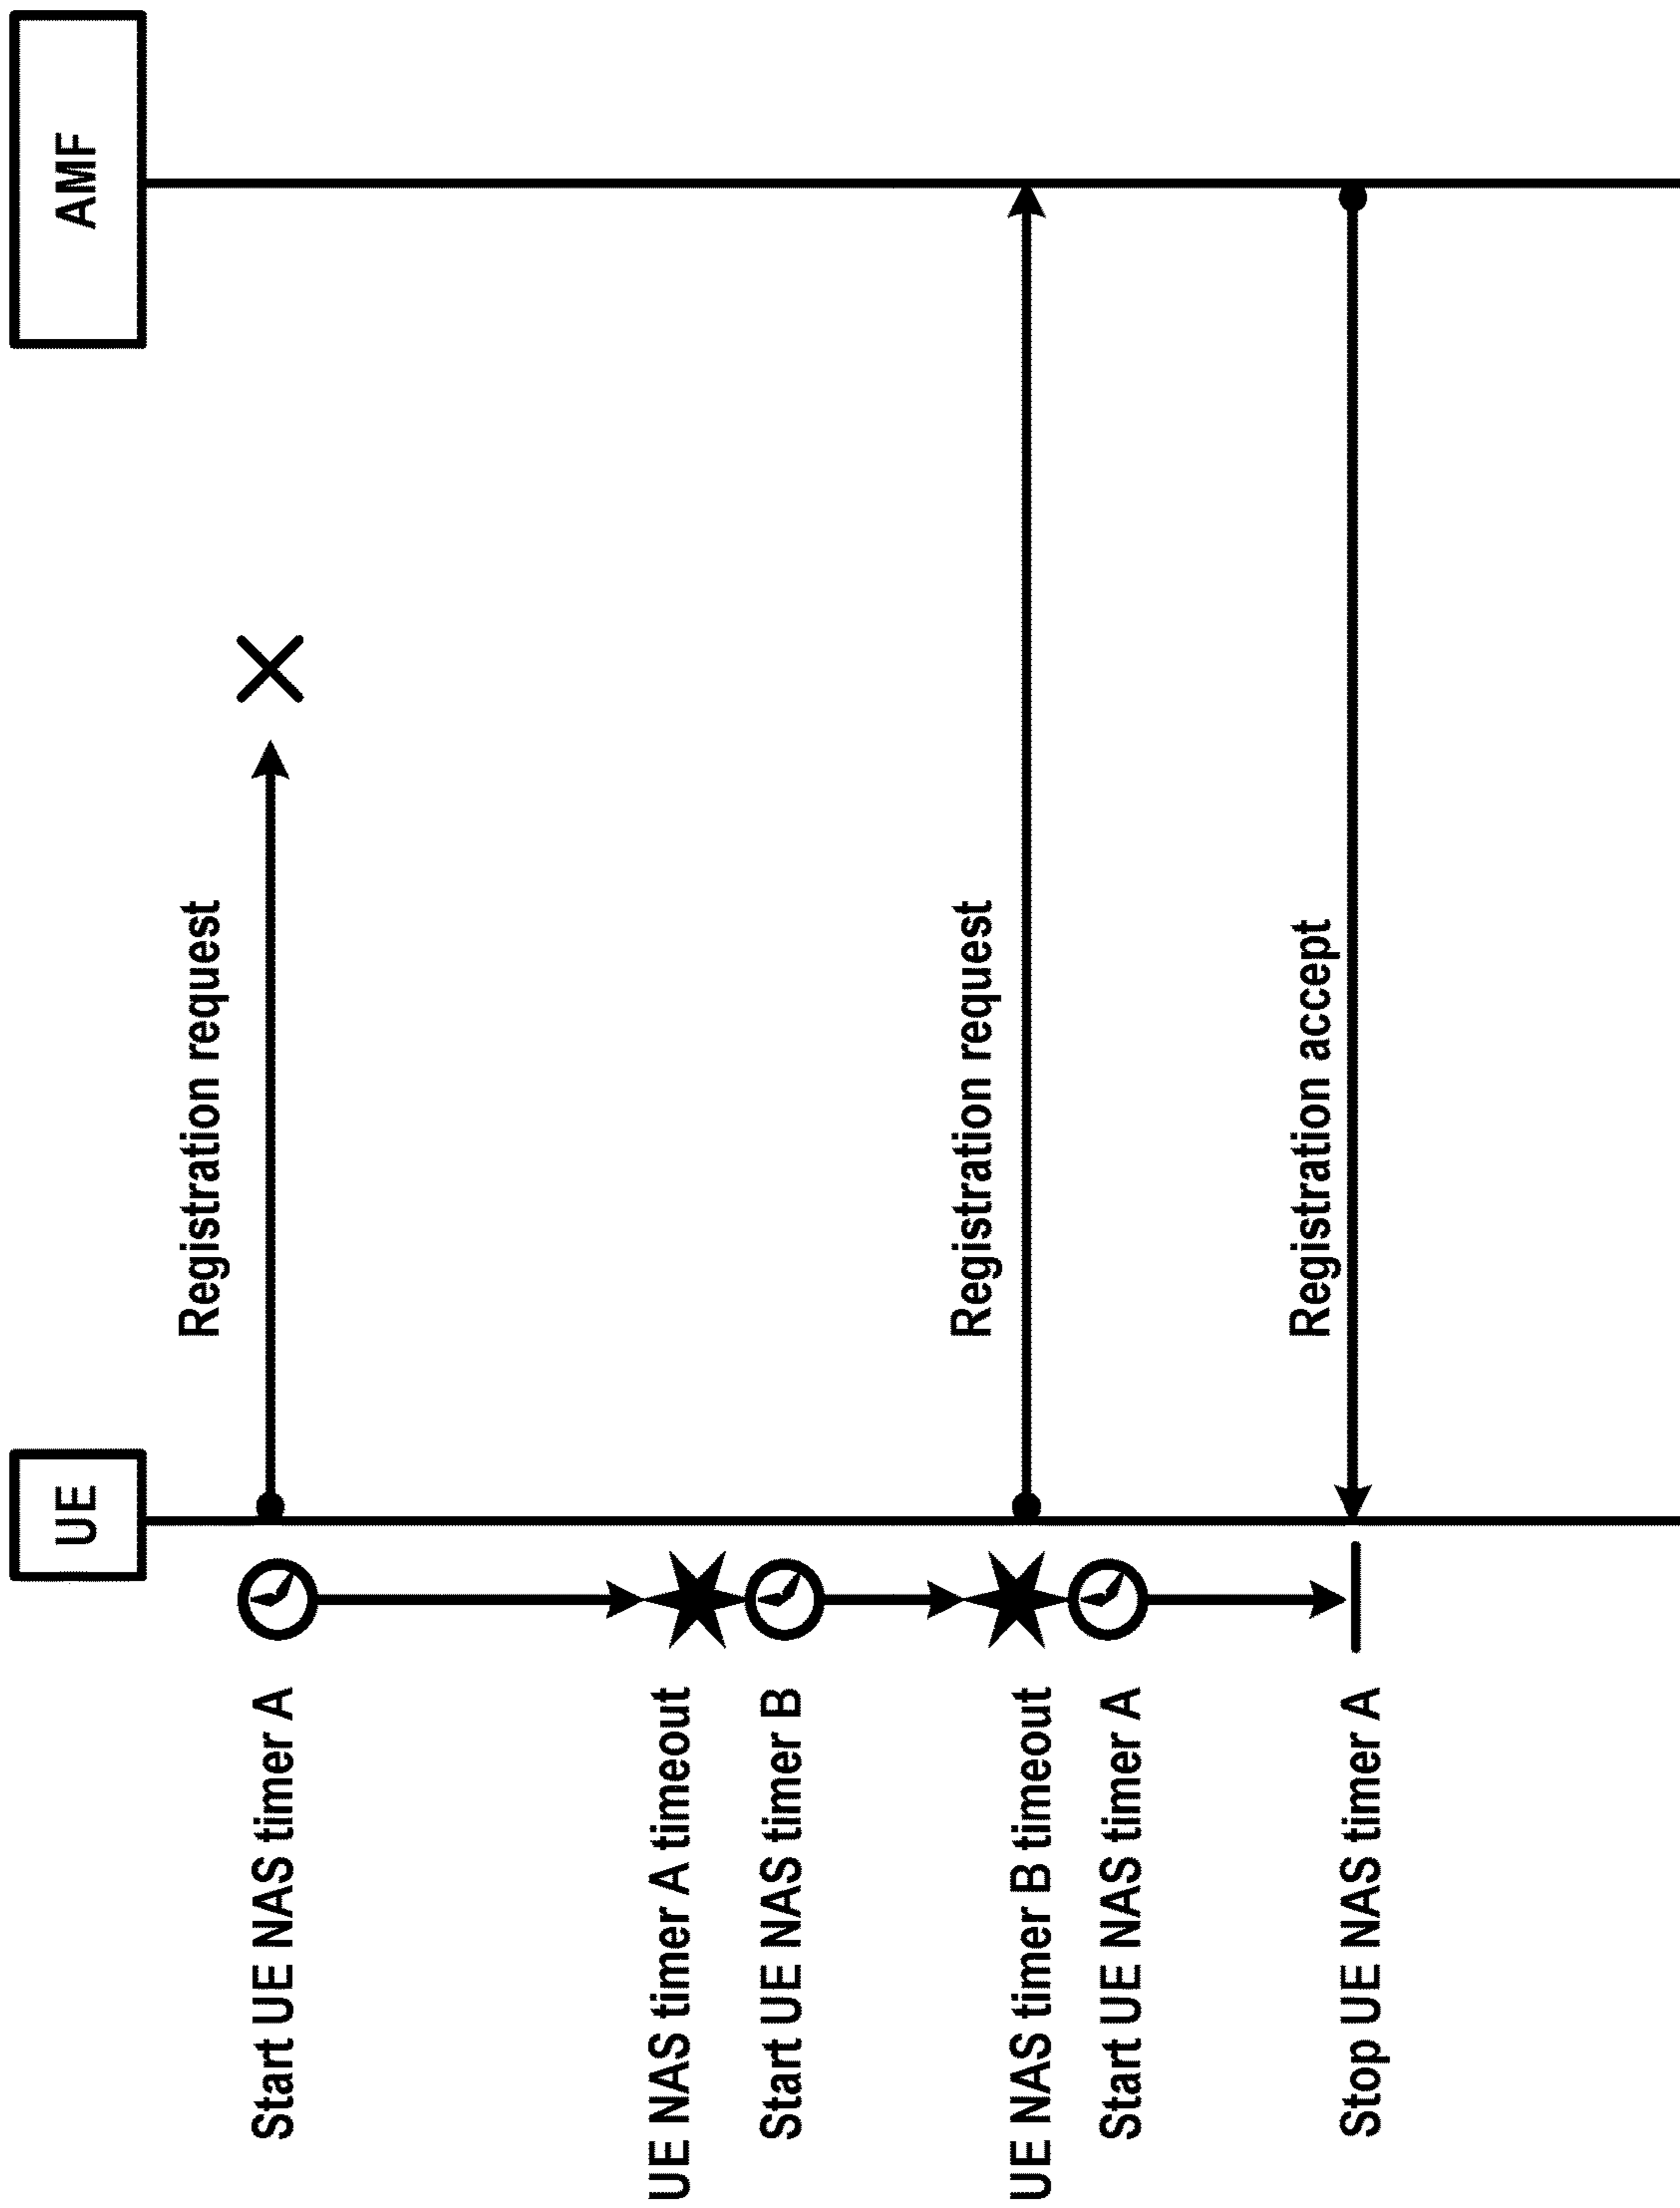 UE
AMF
Start UE NAS timer A
Registration request
UE NAS timer A timeout
Start UE NAS timer B
UE NAS timer B timeout
Registration request
Start UE NAS timer A
Registration accept
Stop UE NAS timer A